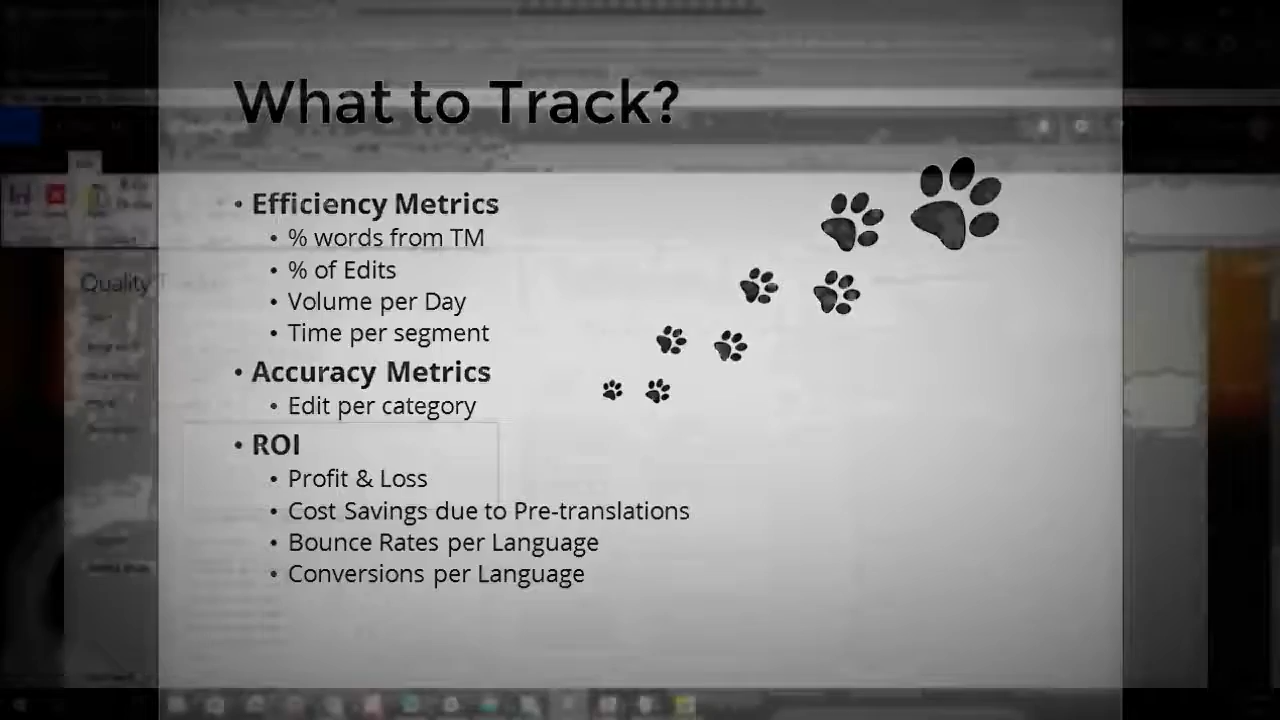 What to Track?
• Efficiency Metrics
• % words from TM
• % of Edits
• Volume per Day
• Time per segment
• Accuracy Metrics
• Edit per category
• ROI
• Profit & Loss
• Cost Savings due to Pre-translations
• Bounce Rates per Language
• Conversions per Language
Quality